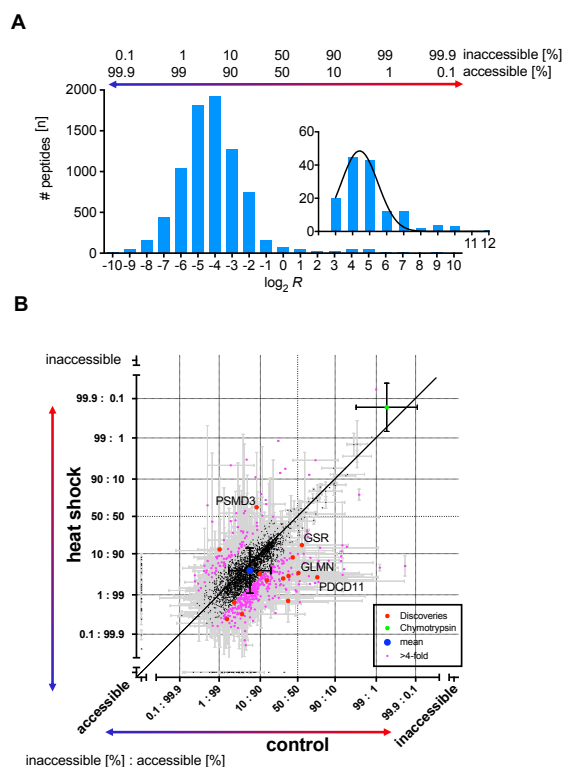 A
0.1 1 10 50 90 99 99.9 inaccessible [%]
99.9 99 90 50 10 1 0.1 accessible [%]
2000
1500
1000
500
0
# peptides [n]
60
40
20
0
3 4 5 6 7 8 9 10 11 12
-10 -9 -8 -7 -6 -5 -4 -3 -2 -1 0 1 2 3 4 5 6 7 8 9 10
log2 R
B
inaccessible
99.9 : 0.1
99 : 1
90 : 10
50 : 50
10 : 90
1 : 99
0.1 : 99.9
heat shock
PSMD3
GSR
GLMN
PDCD11
Discoveries
Chymotrypsin
mean
>4-fold
accessible
0.1 : 99.9
1 : 99
10 : 90
50 : 50
90 : 10
99 : 1
99.9 : 0.1
inaccessible
control
inaccessible [%] : accessible [%]